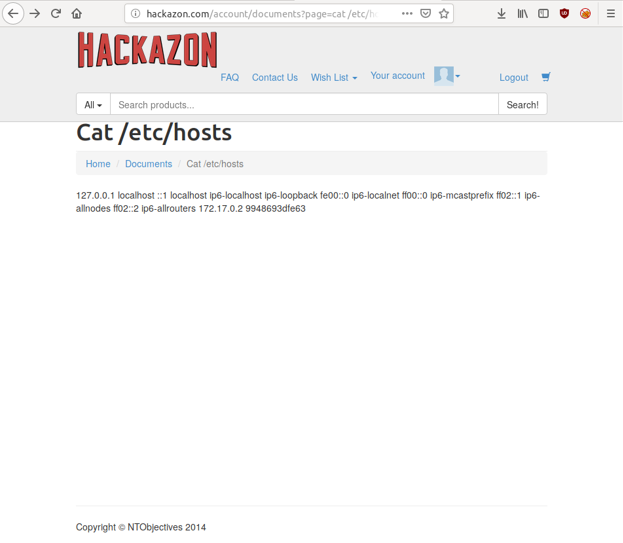 hackazon.com/account/documents?page=cat /etc/h
HACKAZON
FAQ Contact Us Wish List Your account Logout
All Search products... Search!
Cat /etc/hosts
Home / Documents / Cat /etc/hosts
127.0.0.1 localhost ::1 localhost ip6-localhost ip6-loopback fe00::0 ip6-localnet ff00::0 ip6-mcastprefix ff02::1 ip6-
allnodes ff02::2 ip6-allrouters 172.17.0.2 9948693dfe63
Copyright © NTObjectives 2014